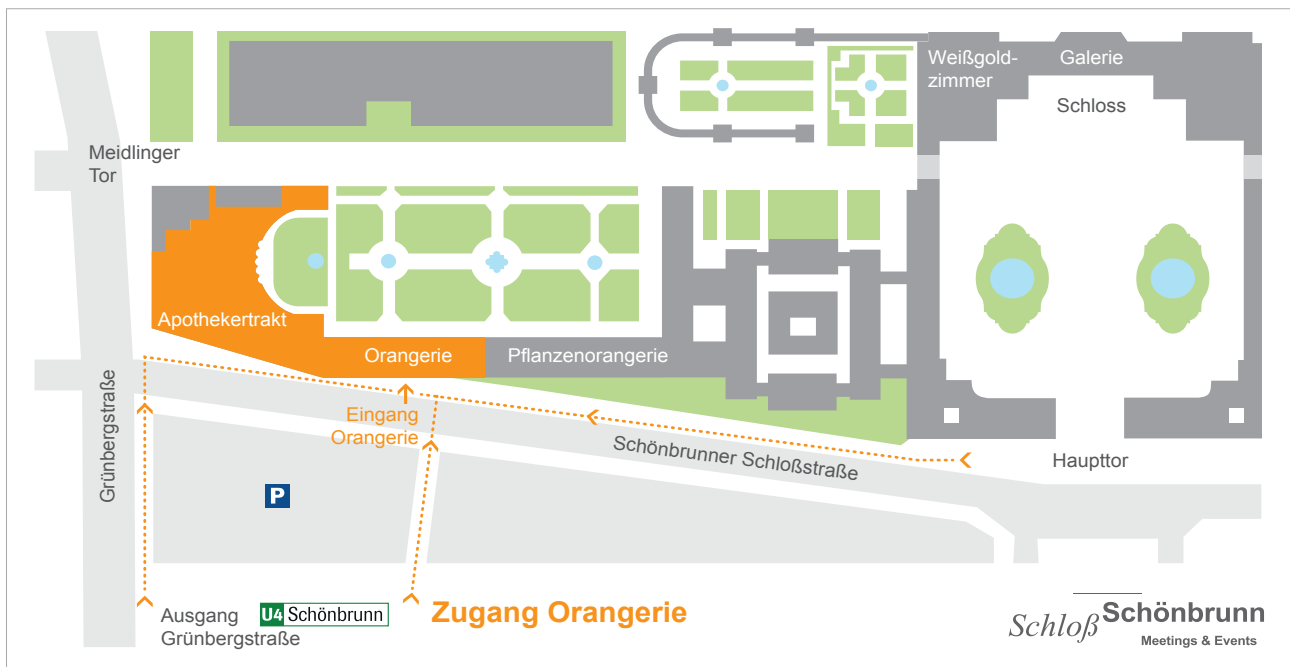 Weißgold-
zimmer
Galerie
Schloss
Meidlinger
Tor
Apothekertrakt
Orangerie
Pflanzenorangerie
Eingang
Orangerie
Grünbergstraße
Schönbrunner Schloßstraße
Haupttor
P
Ausgang
Grünbergstraße
U4 Schönbrunn
Zugang Orangerie
Schloß Schönbrunn
Meetings & Events